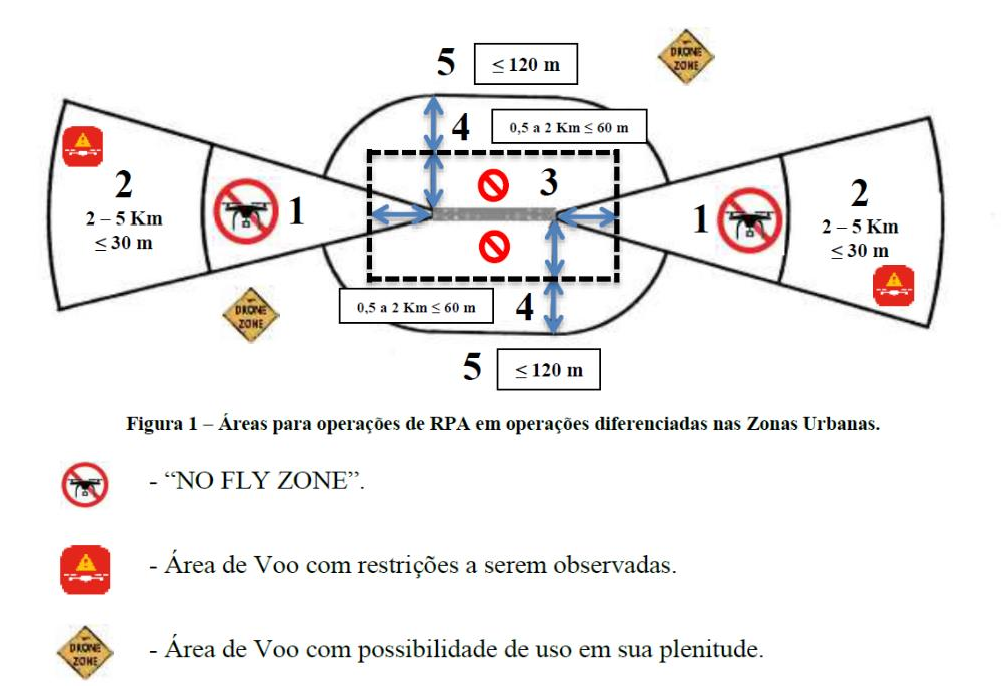 5 ≤ 120 m
DRONE
ZONE
4 0,5 a 2 Km ≤ 60 m
2
2 – 5 Km
≤ 30 m
1
3
1
2
2 – 5 Km
≤ 30 m
DRONE
ZONE
0,5 a 2 Km ≤ 60 m 4
5 ≤ 120 m
Figura 1 – Áreas para operações de RPA em operações diferenciadas nas Zonas Urbanas.
- “NO FLY ZONE”.
- Área de Voo com restrições a serem observadas.
DRONE
ZONE
- Área de Voo com possibilidade de uso em sua plenitude.